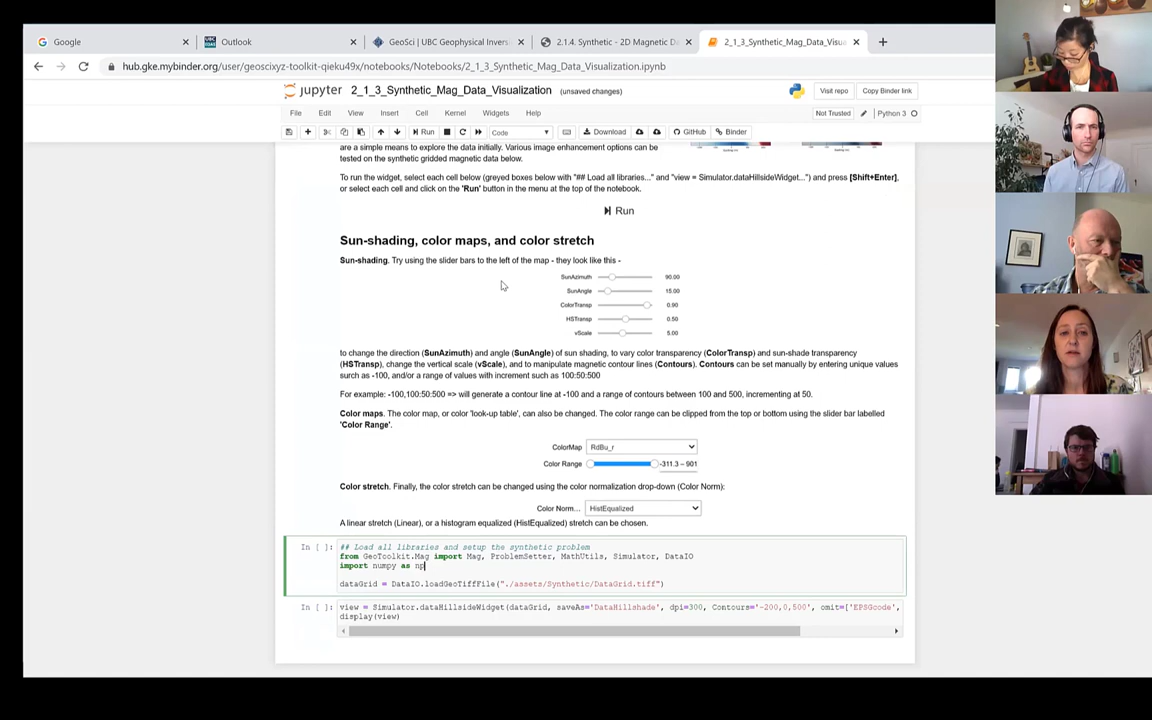 Google
Outlook
GeoSci | UBC Geophysical Invers
2.1.4. Synthetic - 2D Magnetic D
2_1_3_Synthetic_Mag_Data_Visua
hub.gke.mybinder.org/user/geoscixyz-toolkit-qieku49x/notebooks/Notebooks/2_1_3_Synthetic_Mag_Data_Visualization.ipynb
jupyter 2_1_3_Synthetic_Mag_Data_Visualization (unsaved changes)
Visit repo Copy Binder link
File Edit View Insert Cell Kernel Widgets Help
Not Trusted Python 3
Run Code Download GitHub Binder
are a simple means to explore the data initially. Various image enhancement options can be
tested on the synthetic gridded magnetic data below.
To run the widget, select each cell below (greyed boxes below with "## Load all libraries..." and "view = Simulator.dataHillsideWidget...") and press [Shift+Enter],
or select each cell and click on the 'Run' button in the menu at the top of the notebook.
Run
Sun-shading, color maps, and color stretch
Sun-shading. Try using the slider bars to the left of the map - they look like this -
SunAzimuth 90.00
SunAngle 15.00
ColorTransp 0.90
HSTransp 0.50
vScale 5.00
to change the direction (SunAzimuth) and angle (SunAngle) of sun shading, to vary color transparency (ColorTransp) and sun-shade transparency
(HSTransp), change the vertical scale (vScale), and to manipulate magnetic contour lines (Contours). Contours can be set manually by entering unique values
surch as -100, and/or a range of values with increment such as 100:50:500
For example: -100,100:50:500 => will generate a contour line at -100 and a range of contours between 100 and 500, incrementing at 50.
Color maps. The color map, or color 'look-up table', can also be changed. The color range can be clipped from the top or bottom using the slider bar labelled
'Color Range'.
ColorMap RdBu_r
Color Range -311.3 – 901
Color stretch. Finally, the color stretch can be changed using the color normalization drop-down (Color Norm):
Color Norm... HistEqualized
A linear stretch (Linear), or a histogram equalized (HistEqualized) stretch can be chosen.
In [ ]: ## Load all libraries and setup the synthetic problem
from GeoToolkit.Mag import Mag, ProblemSetter, MathUtils, Simulator, DataIO
import numpy as np
dataGrid = DataIO.loadGeoTiffFile("./assets/Synthetic/DataGrid.tiff")
In [ ]: view = Simulator.dataHillsideWidget(dataGrid, saveAs='DataHillshade', dpi=300, Contours='-200,0,500', omit=['EPSGcode',
display(view)